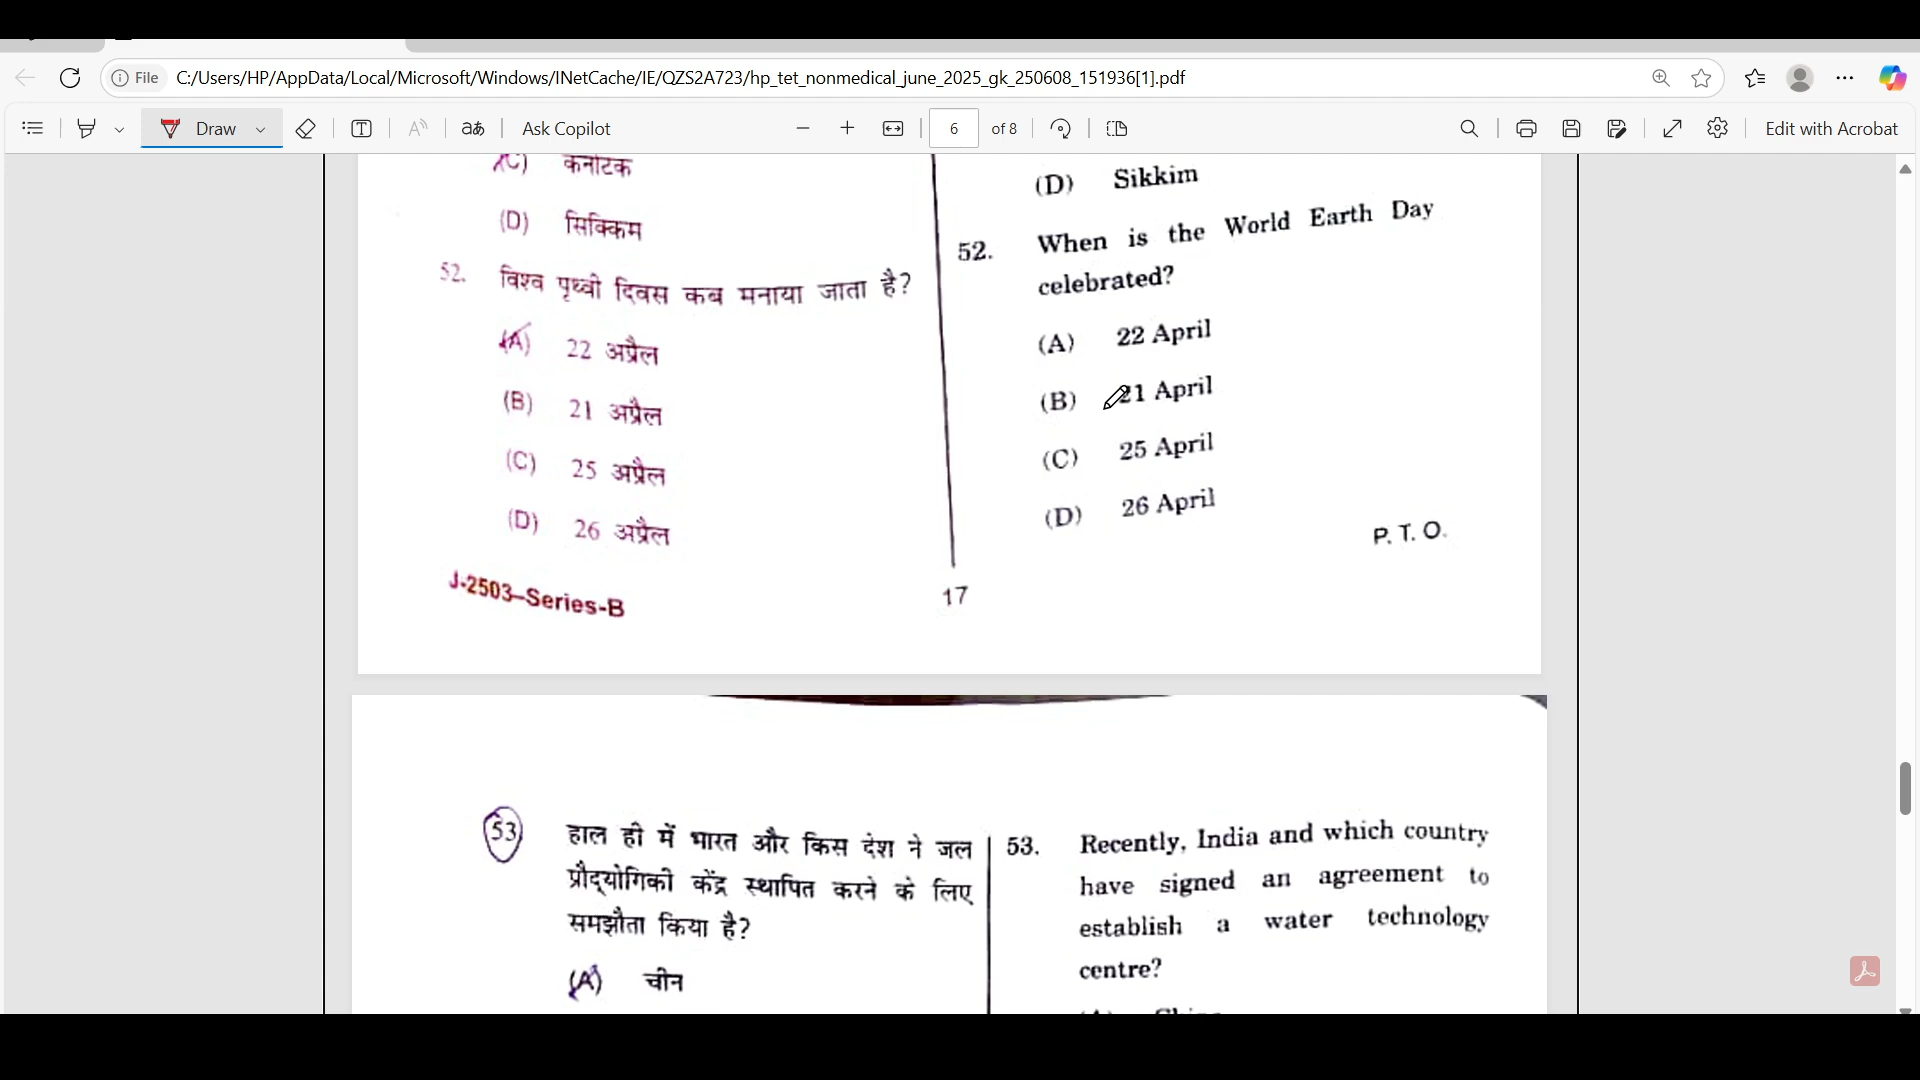 File
C:/Users/HP/AppData/Local/Microsoft/Windows/INetCache/IE/QZS2A723/hp_tet_nonmedical_june_2025_gk_250608_151936[1].pdf
Draw
Ask Copilot
6 of 8
Edit with Acrobat
(C) कर्नाटक
(D) सिक्किम
52. विश्व पृथ्वी दिवस कब मनाया जाता है?
(A) 22 अप्रैल
(B) 21 अप्रैल
(C) 25 अप्रैल
(D) 26 अप्रैल
J-2503–Series-B
(D) Sikkim
52. When is the World Earth Day
celebrated?
(A) 22 April
(B) 21 April
(C) 25 April
(D) 26 April
P. T. O.
17
53 हाल ही में भारत और किस देश ने जल
प्रौद्योगिकी केंद्र स्थापित करने के लिए
समझौता किया है?
(A) चीन
53. Recently, India and which country
have signed an agreement to
establish a water technology
centre?